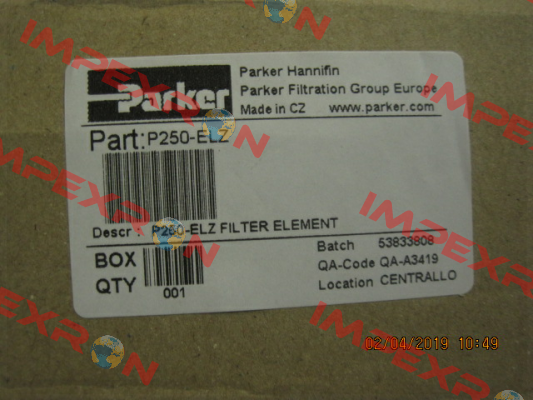 Parker
Parker Hannifin
Parker Filtration Group Europe
Made in CZ www.parker.com
Part: P250-ELZ
Descr : P250-ELZ FILTER ELEMENT
BOX
QTY
001
Batch 53833808
QA-Code QA-A3419
Location CENTRALLO
02/04/2019 10:49
IMPEXRON
IMPEXRON
IMPEXRON
IMPEXRON
IMPEXRON
IMPEXRON